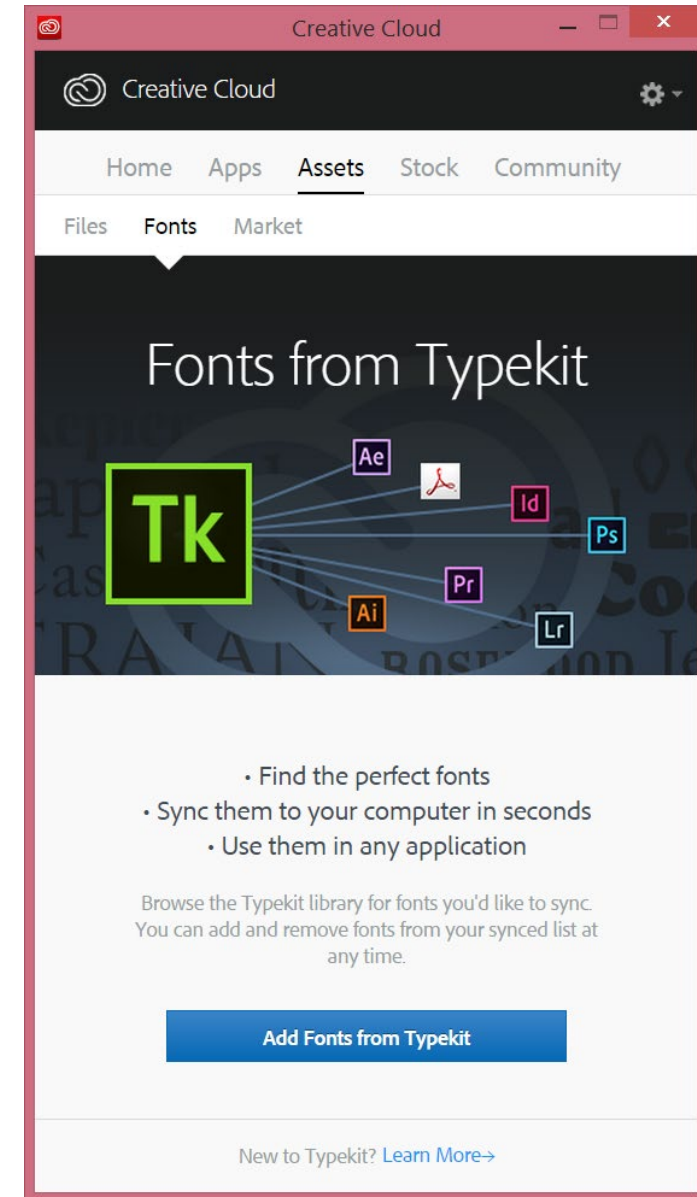 Creative Cloud
Creative Cloud
Home Apps Assets Stock Community
Files Fonts Market
Fonts from Typekit
Ae
Id
Tk
Ps
Pr
Ai
Lr
TRAJAN
ROSEWOOD
• Find the perfect fonts
• Sync them to your computer in seconds
• Use them in any application
Browse the Typekit library for fonts you'd like to sync.
You can add and remove fonts from your synced list at
any time.
Add Fonts from Typekit
New to Typekit? Learn More→